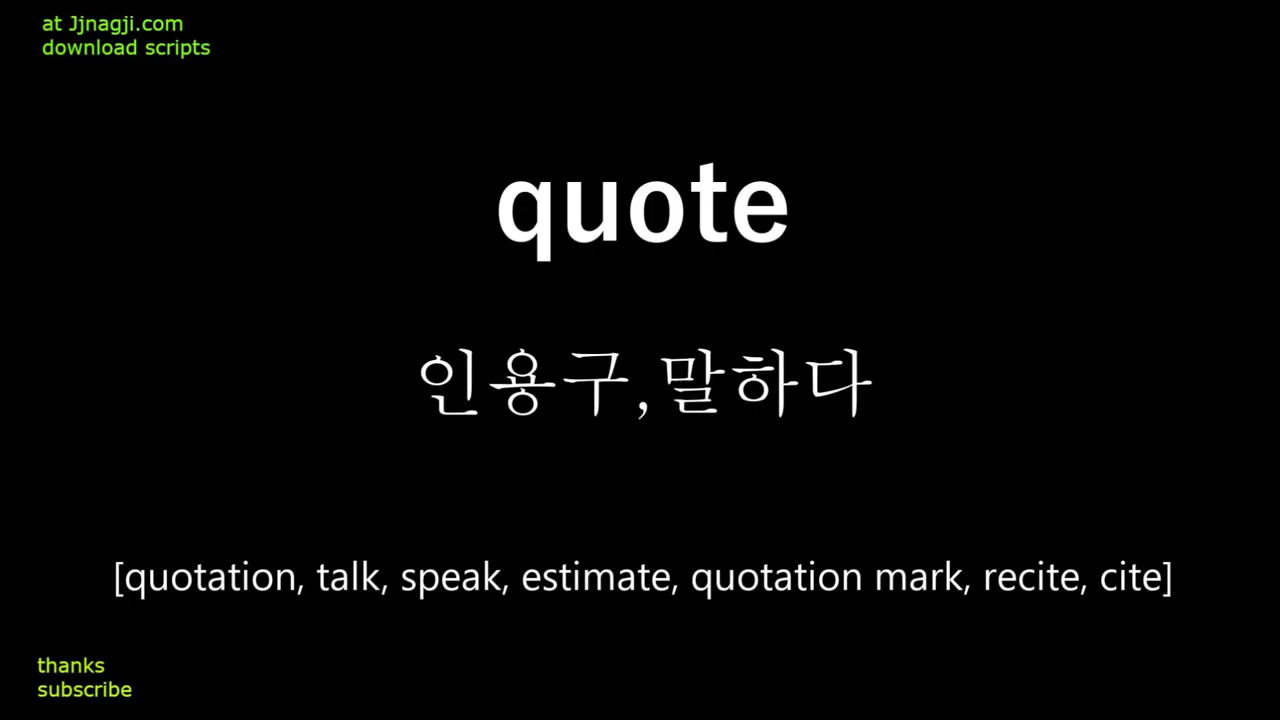 at Jjnagji.com
download scripts
quote
인용구,말하다
[quotation, talk, speak, estimate, quotation mark, recite, cite]
thanks
subscribe